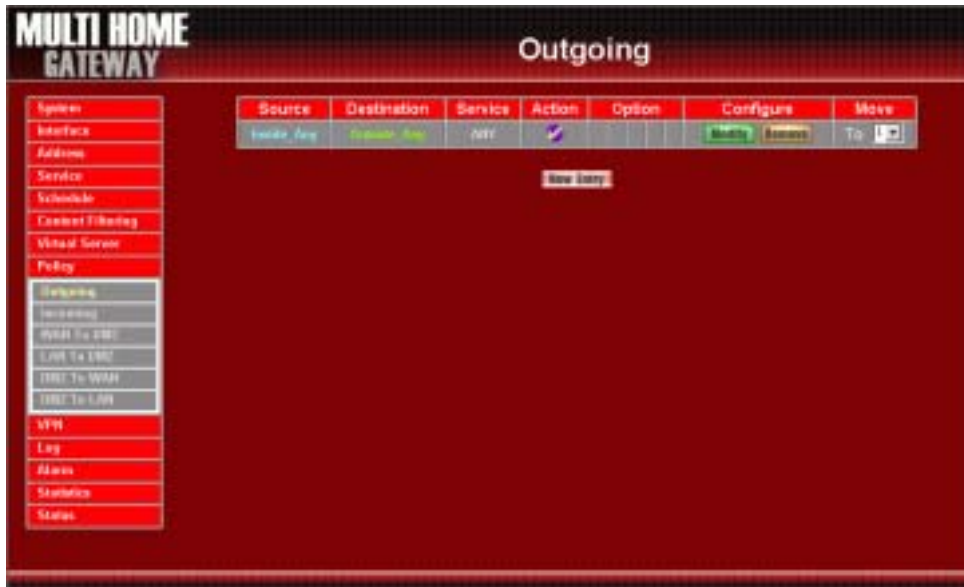 MULTI HOME
GATEWAY
Outgoing
System
Interface
Address
Service
Schedule
Content Filtering
Virtual Server
Policy
Outgoing
Incoming
WAN To DMZ
LAN To DMZ
DMZ To WAN
DMZ To LAN
VPN
Log
Alarm
Statistics
Status
Source Destination Service Action Option Configure Move
Inside_Any Outside_Any ANY Modify Remove To 1
New Entry